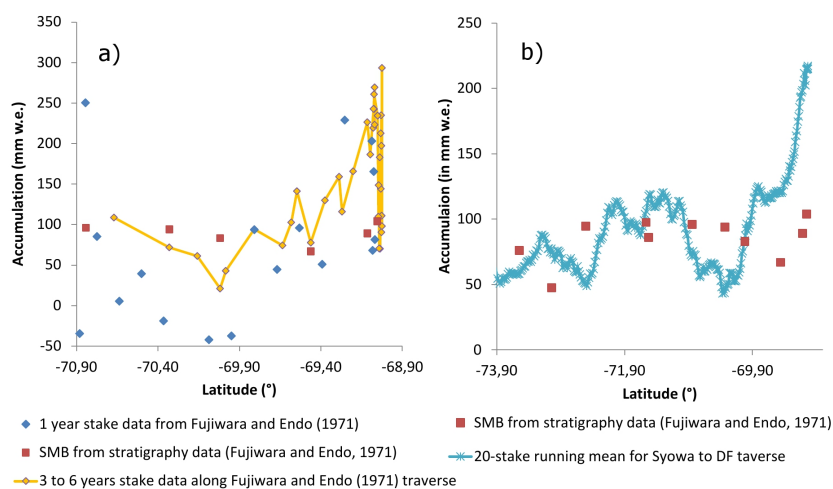 a)
Accumulation (mm w.e.)
350
300
250
200
150
100
50
0
-50
-70,90
-70,40
-69,90
-69,40
-68,90
Latitude (°)
1 year stake data from Fujiwara and Endo (1971)
SMB from stratigraphy data (Fujiwara and Endo, 1971)
3 to 6 years stake data along Fujiwara and Endo (1971) traverse
b)
Accumulation (in mm w.e.)
250
200
150
100
50
0
-73,90
-71,90
-69,90
Latitude (°)
SMB from stratigraphy data (Fujiwara and Endo, 1971)
20-stake running mean for Syowa to DF taverse